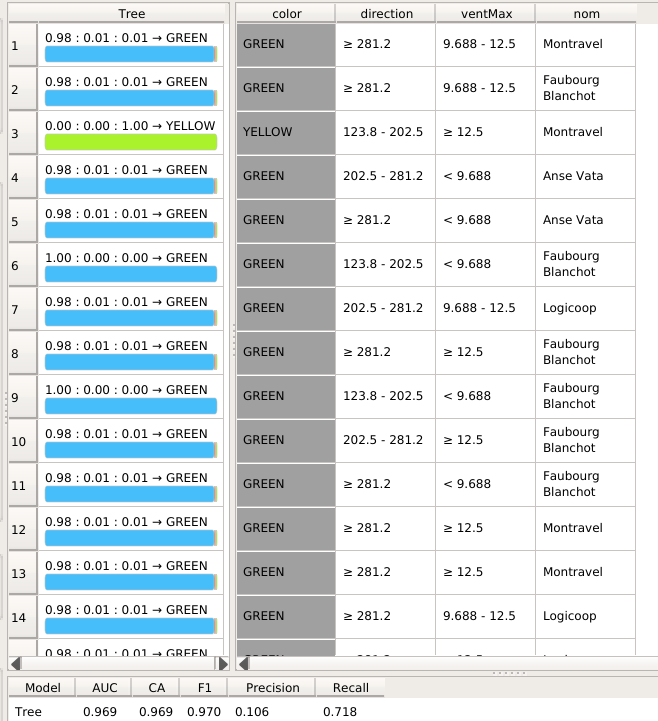 Tree color direction ventMax nom
1 0.98 : 0.01 : 0.01 → GREEN GREEN ≥ 281.2 9.688 - 12.5 Montravel
2 0.98 : 0.01 : 0.01 → GREEN GREEN ≥ 281.2 9.688 - 12.5 Faubourg
Blanchot
3 0.00 : 0.00 : 1.00 → YELLOW YELLOW 123.8 - 202.5 ≥ 12.5 Montravel
4 0.98 : 0.01 : 0.01 → GREEN GREEN 202.5 - 281.2 < 9.688 Anse Vata
5 0.98 : 0.01 : 0.01 → GREEN GREEN ≥ 281.2 < 9.688 Anse Vata
6 1.00 : 0.00 : 0.00 → GREEN GREEN 123.8 - 202.5 < 9.688 Faubourg
Blanchot
7 0.98 : 0.01 : 0.01 → GREEN GREEN 202.5 - 281.2 9.688 - 12.5 Logicoop
8 0.98 : 0.01 : 0.01 → GREEN GREEN ≥ 281.2 ≥ 12.5 Faubourg
Blanchot
9 1.00 : 0.00 : 0.00 → GREEN GREEN 123.8 - 202.5 < 9.688 Faubourg
Blanchot
10 0.98 : 0.01 : 0.01 → GREEN GREEN 202.5 - 281.2 ≥ 12.5 Faubourg
Blanchot
11 0.98 : 0.01 : 0.01 → GREEN GREEN ≥ 281.2 < 9.688 Faubourg
Blanchot
12 0.98 : 0.01 : 0.01 → GREEN GREEN ≥ 281.2 ≥ 12.5 Montravel
13 0.98 : 0.01 : 0.01 → GREEN GREEN ≥ 281.2 ≥ 12.5 Montravel
14 0.98 : 0.01 : 0.01 → GREEN GREEN ≥ 281.2 9.688 - 12.5 Logicoop
0.98 : 0.01 : 0.01 → GREEN
Model AUC CA F1 Precision Recall
Tree 0.969 0.969 0.970 0.106 0.718